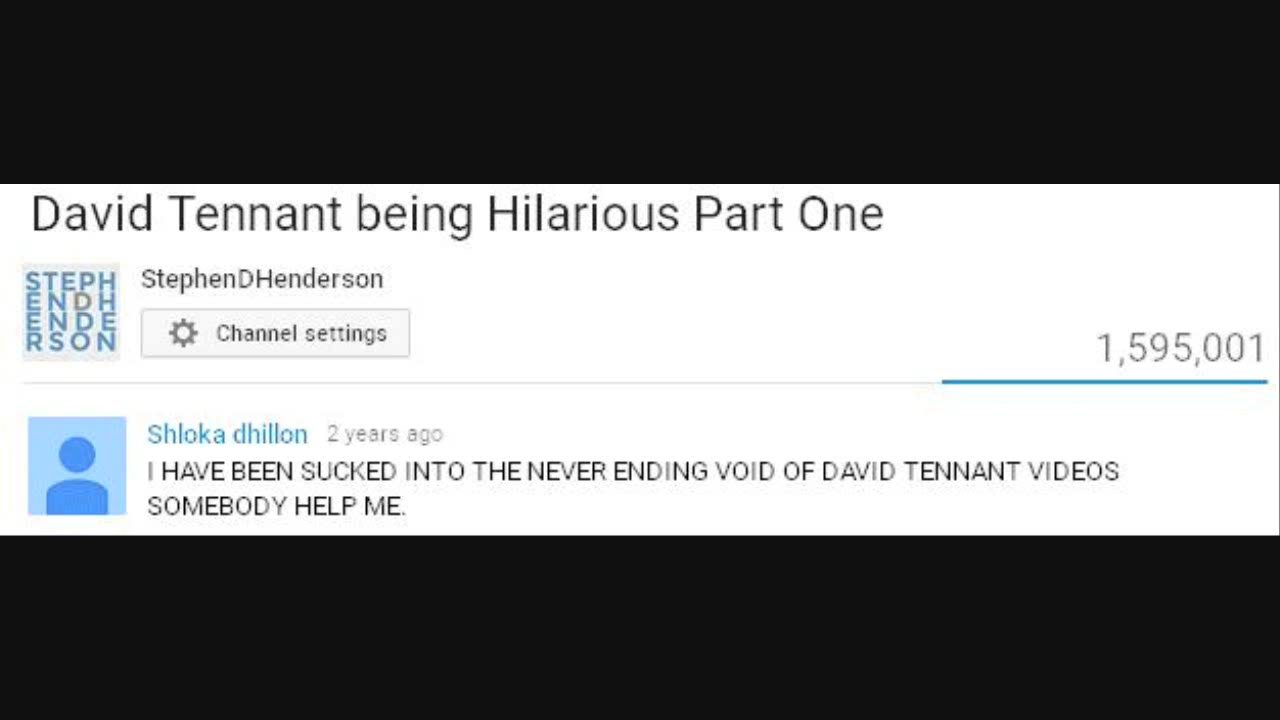 David Tennant being Hilarious Part One
STEPH
ENDH
ENDE
RSON
StephenDHenderson
Channel settings
1,595,001
Shloka dhillon 2 years ago
I HAVE BEEN SUCKED INTO THE NEVER ENDING VOID OF DAVID TENNANT VIDEOS
SOMEBODY HELP ME.